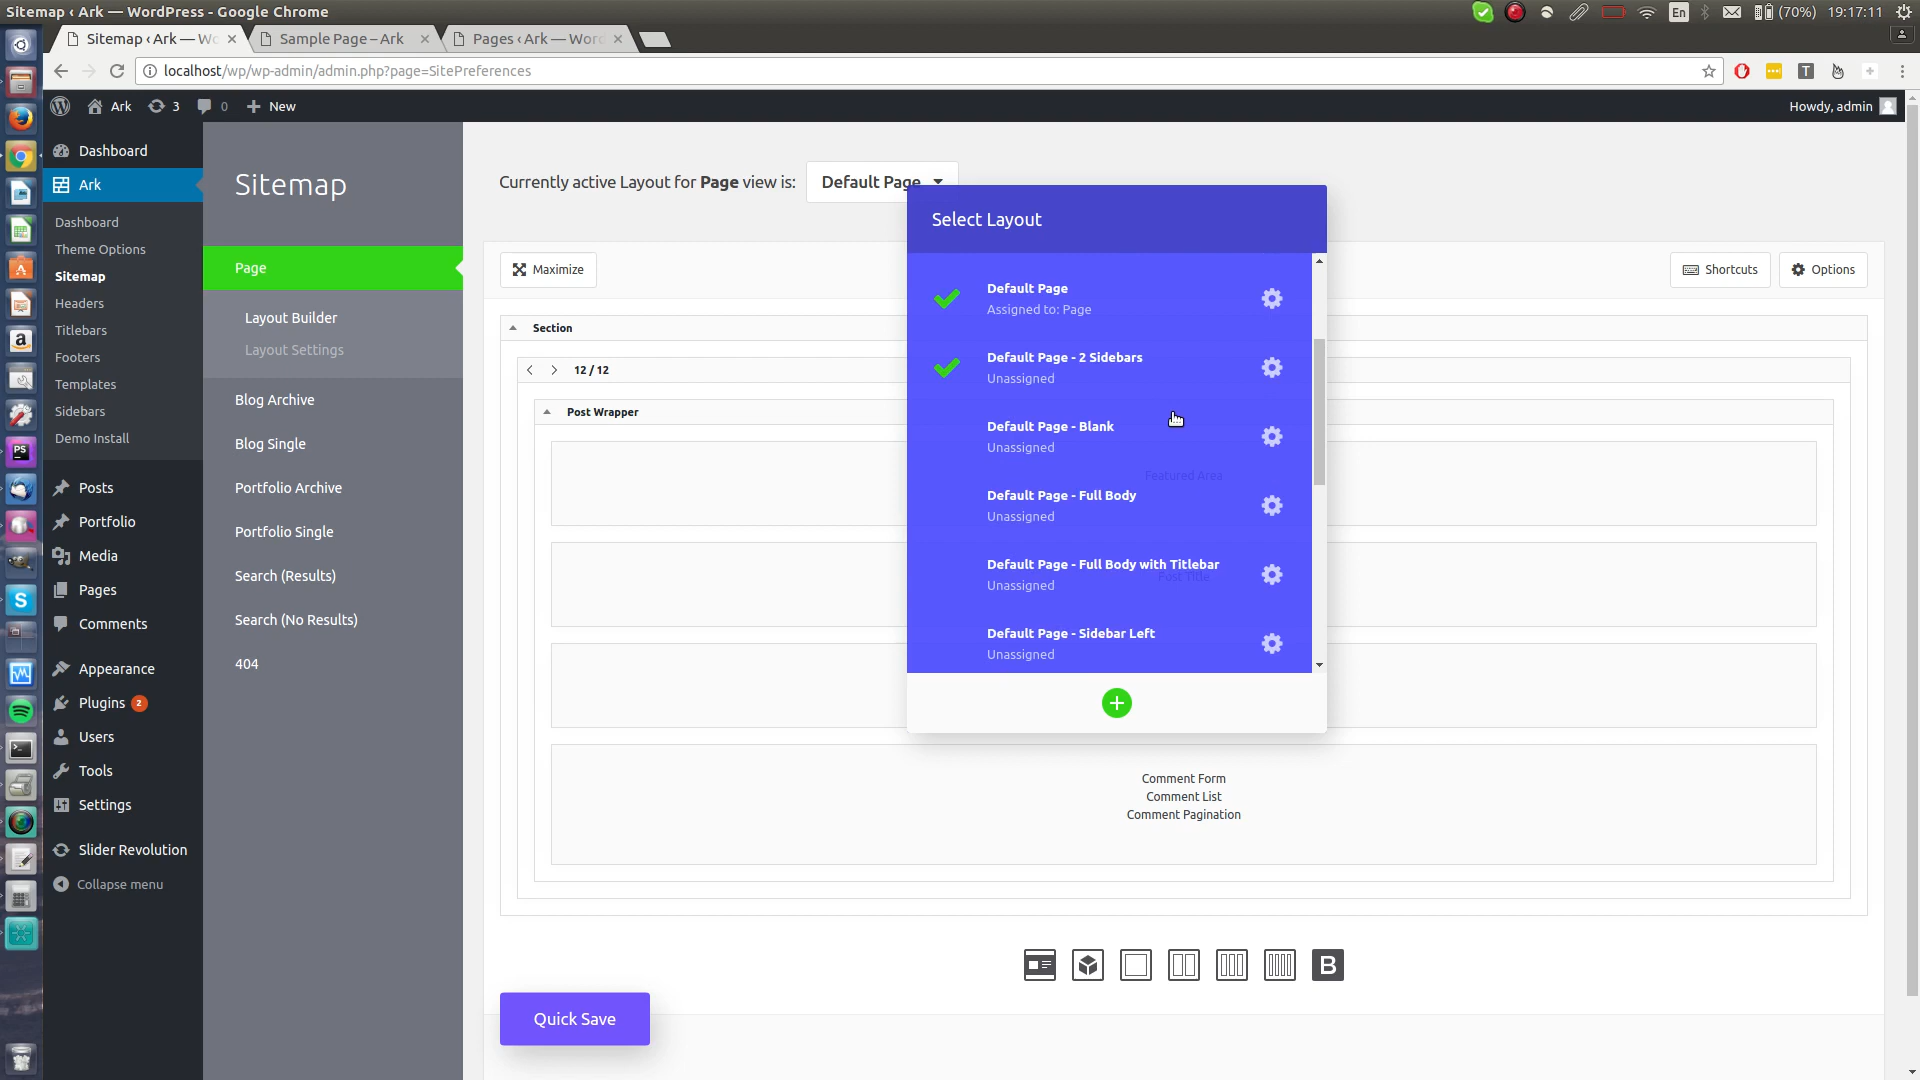 Sitemap ‹ Ark — WordPress - Google Chrome
En
(70%)
19:17:11
Sitemap ‹ Ark — Wo
Sample Page – Ark
Pages ‹ Ark — Word
localhost/wp/wp-admin/admin.php?page=SitePreferences
T
Ark
3
0
New
Howdy, admin
Dashboard
Ark
Dashboard
Theme Options
Sitemap
Headers
Titlebars
Footers
Templates
Sidebars
Demo Install
Posts
Portfolio
Media
Pages
Comments
Appearance
Plugins 2
Users
Tools
Settings
Slider Revolution
Collapse menu
PS
Sitemap
Page
Layout Builder
Layout Settings
Blog Archive
Blog Single
Portfolio Archive
Portfolio Single
Search (Results)
Search (No Results)
404
Currently active Layout for Page view is:
Default Page
Maximize
Shortcuts
Options
Section
12 / 12
Post Wrapper
Select Layout
Default Page
Assigned to: Page
Default Page - 2 Sidebars
Unassigned
Default Page - Blank
Unassigned
Featured Area
Default Page - Full Body
Unassigned
Default Page - Full Body with Titlebar
Post Title
Unassigned
Default Page - Sidebar Left
Unassigned
Comment Form
Comment List
Comment Pagination
B
Quick Save